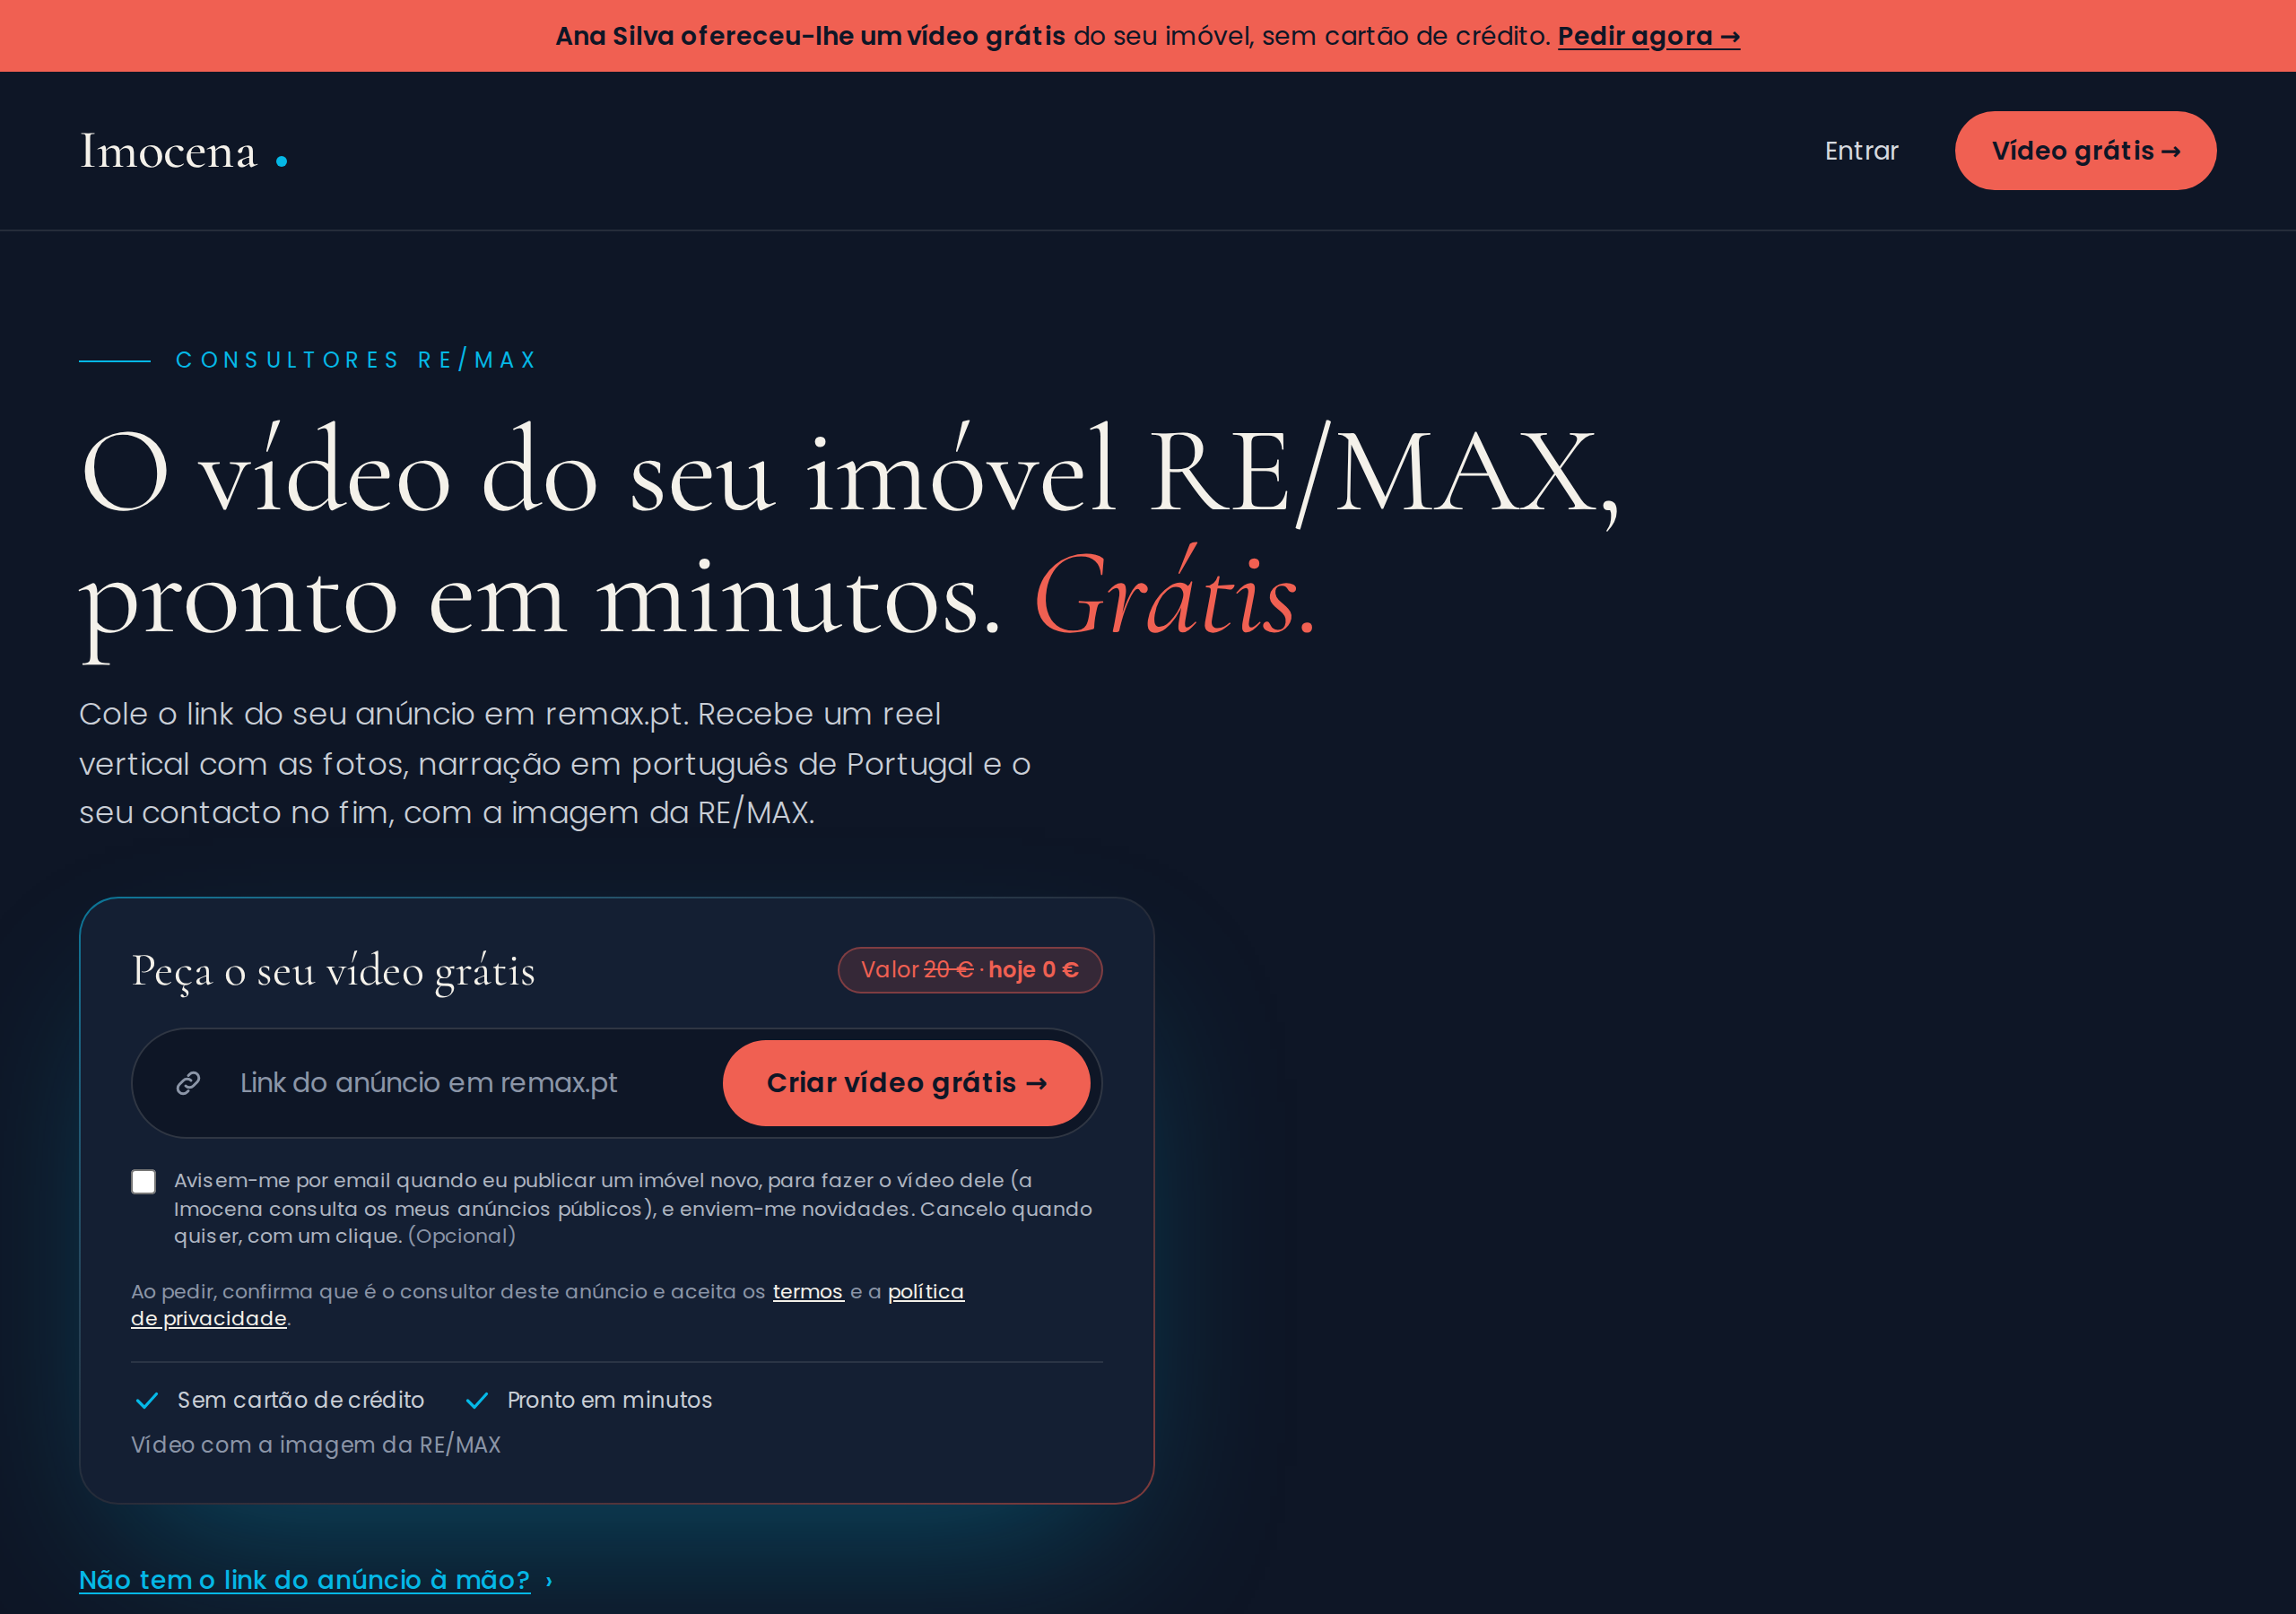 Ana Silva ofereceu-lhe um vídeo grátis do seu imóvel, sem cartão de crédito. Pedir agora →
Imocena .
Entrar
Vídeo grátis →
CONSULTORES RE/MAX
O vídeo do seu imóvel RE/MAX,
pronto em minutos. Grátis.
Cole o link do seu anúncio em remax.pt. Recebe um reel
vertical com as fotos, narração em português de Portugal e o
seu contacto no fim, com a imagem da RE/MAX.
Peça o seu vídeo grátis
Valor 20 € · hoje 0 €
Link do anúncio em remax.pt
Criar vídeo grátis →
Avisem-me por email quando eu publicar um imóvel novo, para fazer o vídeo dele (a
Imocena consulta os meus anúncios públicos), e enviem-me novidades. Cancelo quando
quiser, com um clique. (Opcional)
Ao pedir, confirma que é o consultor deste anúncio e aceita os termos e a política
de privacidade.
Sem cartão de crédito
Pronto em minutos
Vídeo com a imagem da RE/MAX
Não tem o link do anúncio à mão? ›